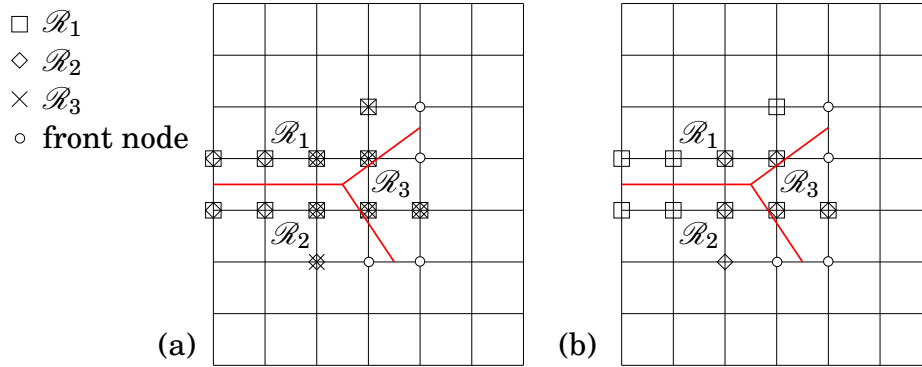 ℛ₁
ℛ₂
ℛ₃
front node
ℛ₁
ℛ₃
ℛ₂
(a)
ℛ₁
ℛ₃
ℛ₂
(b)